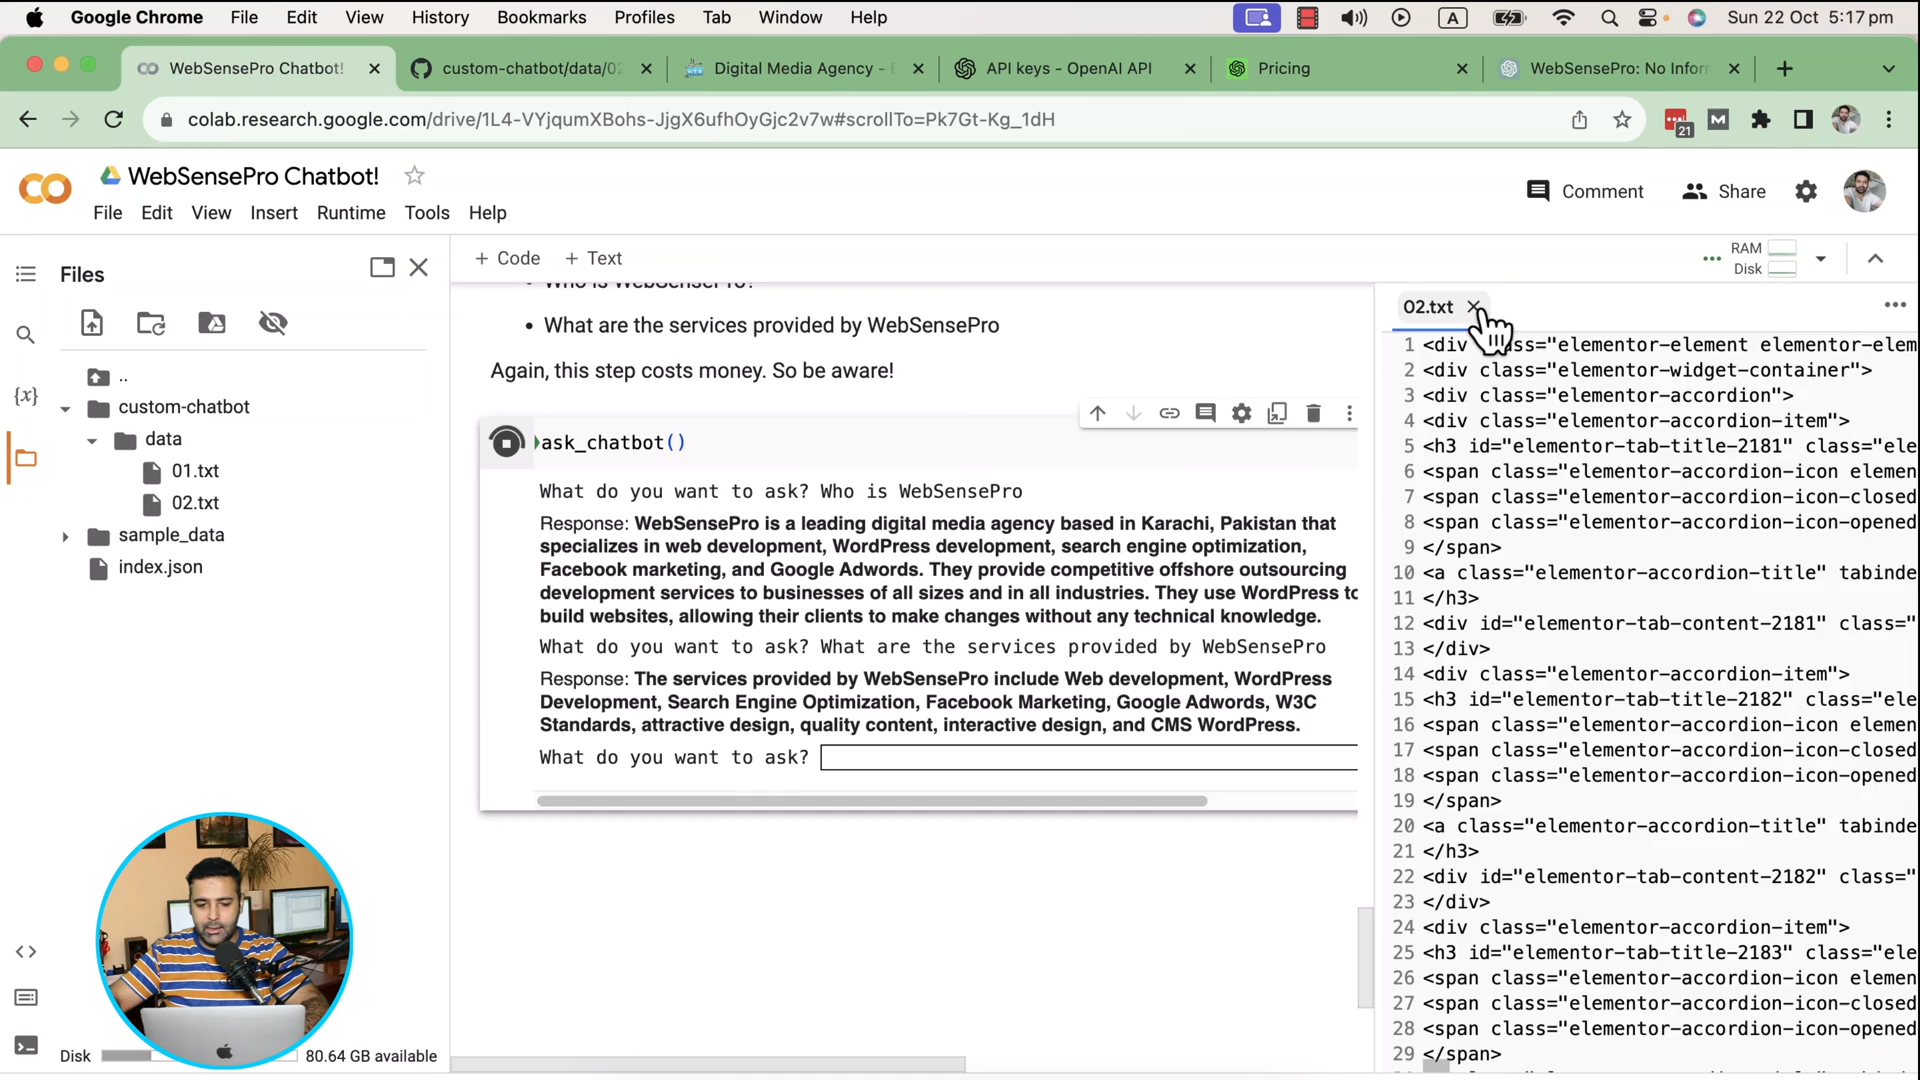 Google Chrome File Edit View History Bookmarks Profiles Tab Window Help A Sun 22 Oct 5:17 pm
WebSensePro Chatbot! custom-chatbot/data/02 Digital Media Agency - API keys - OpenAI API Pricing WebSensePro: No Infor
colab.research.google.com/drive/1L4-VYjqumXBohs-JjgX6ufhOyGjc2v7w#scrollTo=Pk7Gt-Kg_1dH 21 M
WebSensePro Chatbot!
Comment Share
File Edit View Insert Runtime Tools Help
Files
+ Code + Text
RAM
Disk
..
custom-chatbot
data
01.txt
02.txt
sample_data
index.json
{x}
Disk 80.64 GB available
Who is WebSensePro?
What are the services provided by WebSensePro
Again, this step costs money. So be aware!
ask_chatbot()
What do you want to ask? Who is WebSensePro
Response: WebSensePro is a leading digital media agency based in Karachi, Pakistan that
specializes in web development, WordPress development, search engine optimization,
Facebook marketing, and Google Adwords. They provide competitive offshore outsourcing
development services to businesses of all sizes and in all industries. They use WordPress to
build websites, allowing their clients to make changes without any technical knowledge.
What do you want to ask? What are the services provided by WebSensePro
Response: The services provided by WebSensePro include Web development, WordPress
Development, Search Engine Optimization, Facebook Marketing, Google Adwords, W3C
Standards, attractive design, quality content, interactive design, and CMS WordPress.
What do you want to ask?
02.txt
1 <div ass="elementor-element elementor-elem
2 <div class="elementor-widget-container">
3 <div class="elementor-accordion">
4 <div class="elementor-accordion-item">
5 <h3 id="elementor-tab-title-2181" class="ele
6 <span class="elementor-accordion-icon elemen
7 <span class="elementor-accordion-icon-closed
8 <span class="elementor-accordion-icon-opened
9 </span>
10 <a class="elementor-accordion-title" tabinde
11 </h3>
12 <div id="elementor-tab-content-2181" class="
13 </div>
14 <div class="elementor-accordion-item">
15 <h3 id="elementor-tab-title-2182" class="ele
16 <span class="elementor-accordion-icon elemen
17 <span class="elementor-accordion-icon-closed
18 <span class="elementor-accordion-icon-opened
19 </span>
20 <a class="elementor-accordion-title" tabinde
21 </h3>
22 <div id="elementor-tab-content-2182" class="
23 </div>
24 <div class="elementor-accordion-item">
25 <h3 id="elementor-tab-title-2183" class="ele
26 <span class="elementor-accordion-icon elemen
27 <span class="elementor-accordion-icon-closed
28 <span class="elementor-accordion-icon-opened
29 </span>